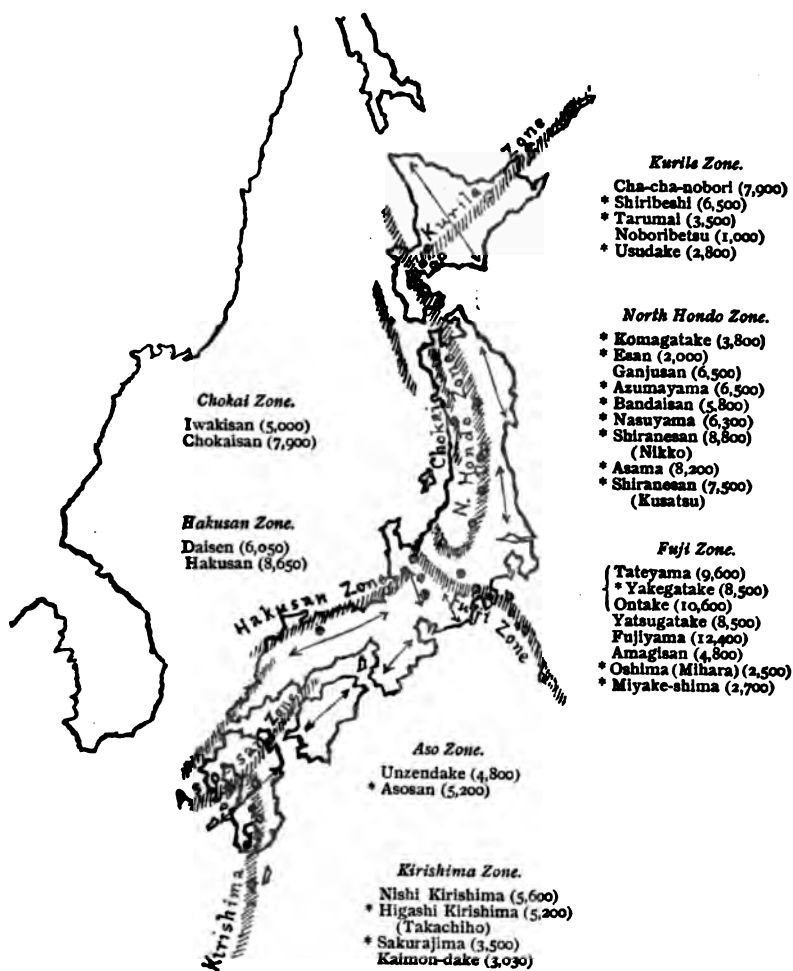 Kurila Zone
Kurile Zone.
Cha-cha-nobori (7,900)
* Shiribeshi (6,500)
* Tarumai (3,500)
Noboribetsu (1,000)
* Usudake (2,800)
North Hondo Zone.
* Komagatake (3,800)
* Esan (2,000)
Ganjusan (6,500)
* Azumayama (6,500)
* Bandaisan (5,800)
* Nasuyama (6,300)
* Shiranesan (8,800)
(Nikko)
* Asama (8,200)
* Shiranesan (7,500)
(Kusatsu)
Chokai Zone.
Iwakisan (5,000)
Chokaisan (7,900)
Chokai
N. Hondo Zone
Hakusan Zone.
Daisen (6,050)
Hakusan (8,650)
Hakusan Zone
Fuji Zone
Fuji Zone.
Tateyama (9,600)
* Yakegatake (8,500)
Ontake (10,600)
Yatsugatake (8,500)
Fujiyama (12,400)
Amagisan (4,800)
* Oshima (Mihara) (2,500)
* Miyake-shima (2,700)
Zone
Aso Zone.
Unzendake (4,800)
* Asosan (5,200)
Kirishima
Kirishima Zone.
Nishi Kirishima (5,600)
* Higashi Kirishima (5,200)
(Takachiho)
* Sakurajima (3,500)
Kaimon-dake (3,030)